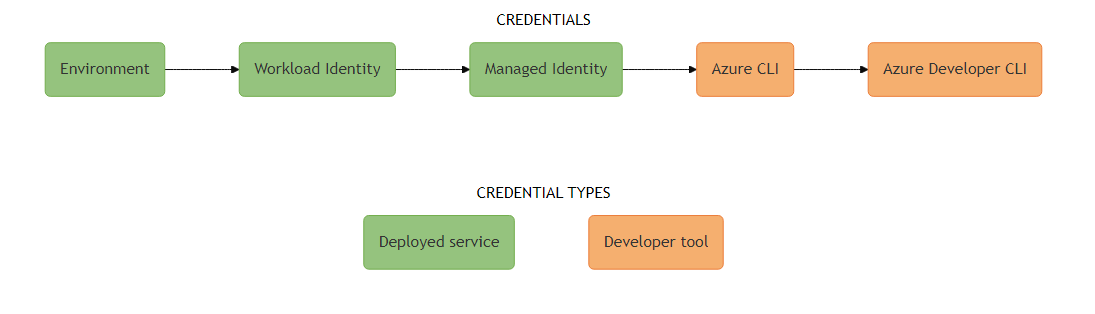 CREDENTIALS
Environment
Workload Identity
Managed Identity
Azure CLI
Azure Developer CLI
CREDENTIAL TYPES
Deployed service
Developer tool